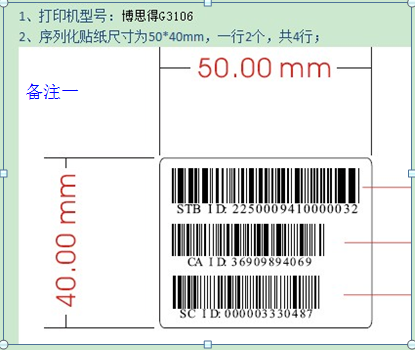 1、打印机型号：博思得G3106
2、序列化贴纸尺寸为50*40mm，一行2个，共4行；
50.00 mm
备注一
40.00 mm
STB ID: 2250009410000032
CA ID: 36909894069
SC ID: 000003330487